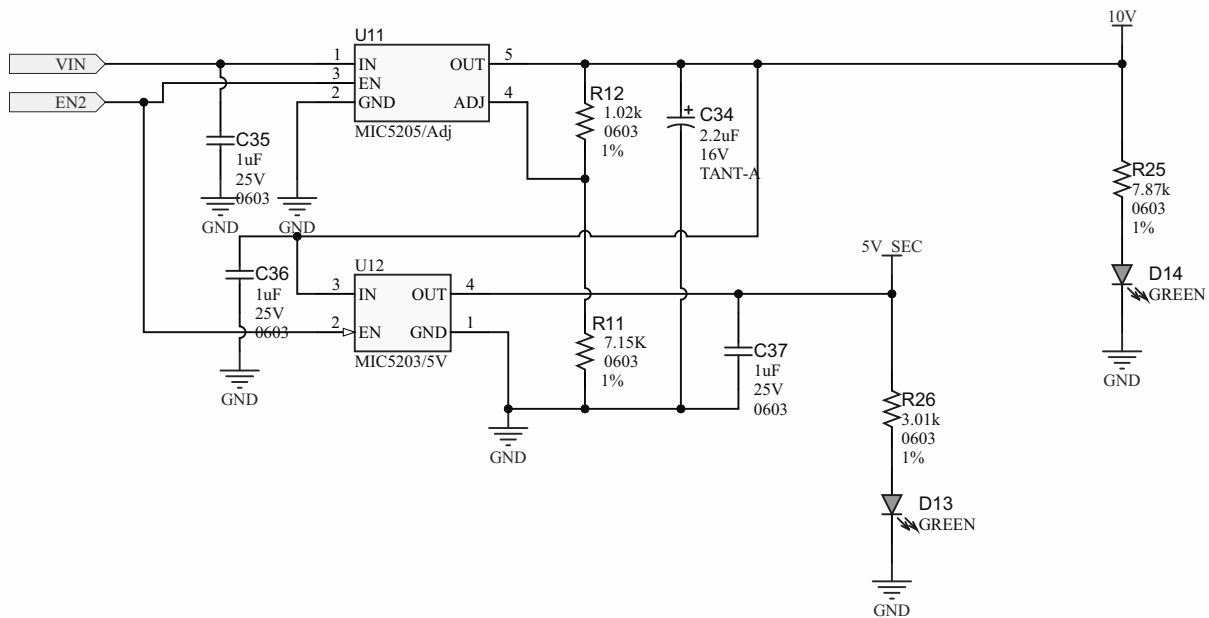 10V
VIN
EN2
U11
1
3
2
IN
EN
GND
OUT
ADJ
5
4
MIC5205/Adj
C35
1uF
25V
0603
GND
GND
R12
1.02k
0603
1%
C34
2.2uF
16V
TANT-A
R25
7.87k
0603
1%
D14
GREEN
GND
5V_SEC
C36
1uF
25V
0603
GND
U12
3
2
IN
EN
OUT
GND
4
1
MIC5203/5V
R11
7.15K
0603
1%
C37
1uF
25V
0603
GND
R26
3.01k
0603
1%
D13
GREEN
GND